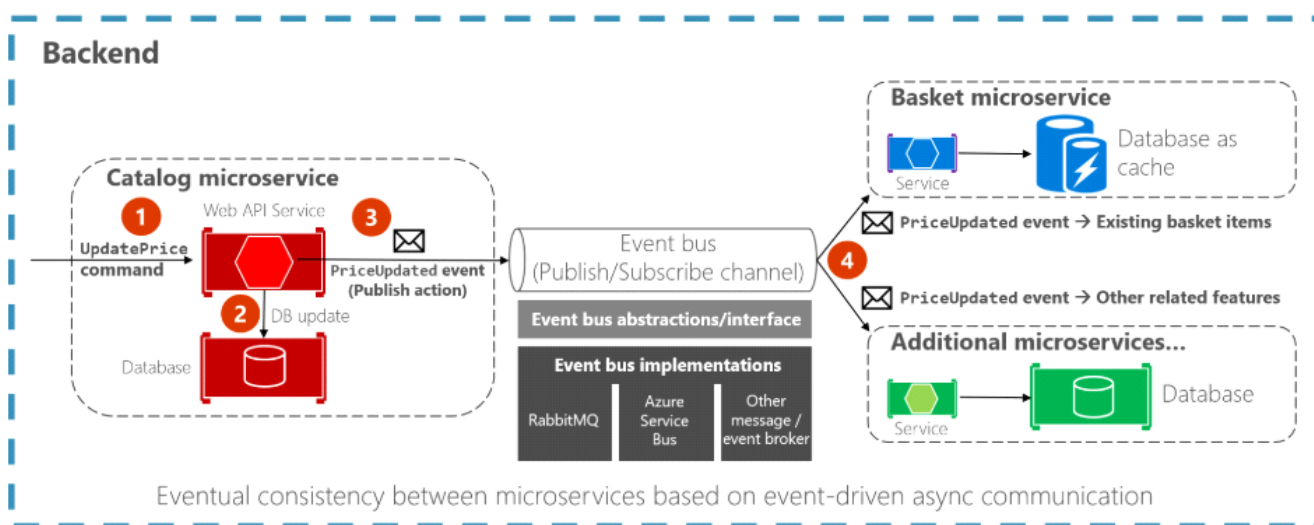 Backend
Catalog microservice
Web API Service
1
UpdatePrice
command
2
DB update
Database
3
PriceUpdated event
(Publish action)
Event bus
(Publish/Subscribe channel)
Event bus abstractions/interface
Event bus implementations
RabbitMQ
Azure
Service
Bus
Other
message /
event broker
4
Basket microservice
Service
Database as
cache
PriceUpdated event → Existing basket items
PriceUpdated event → Other related features
Additional microservices...
Service
Database
Eventual consistency between microservices based on event-driven async communication